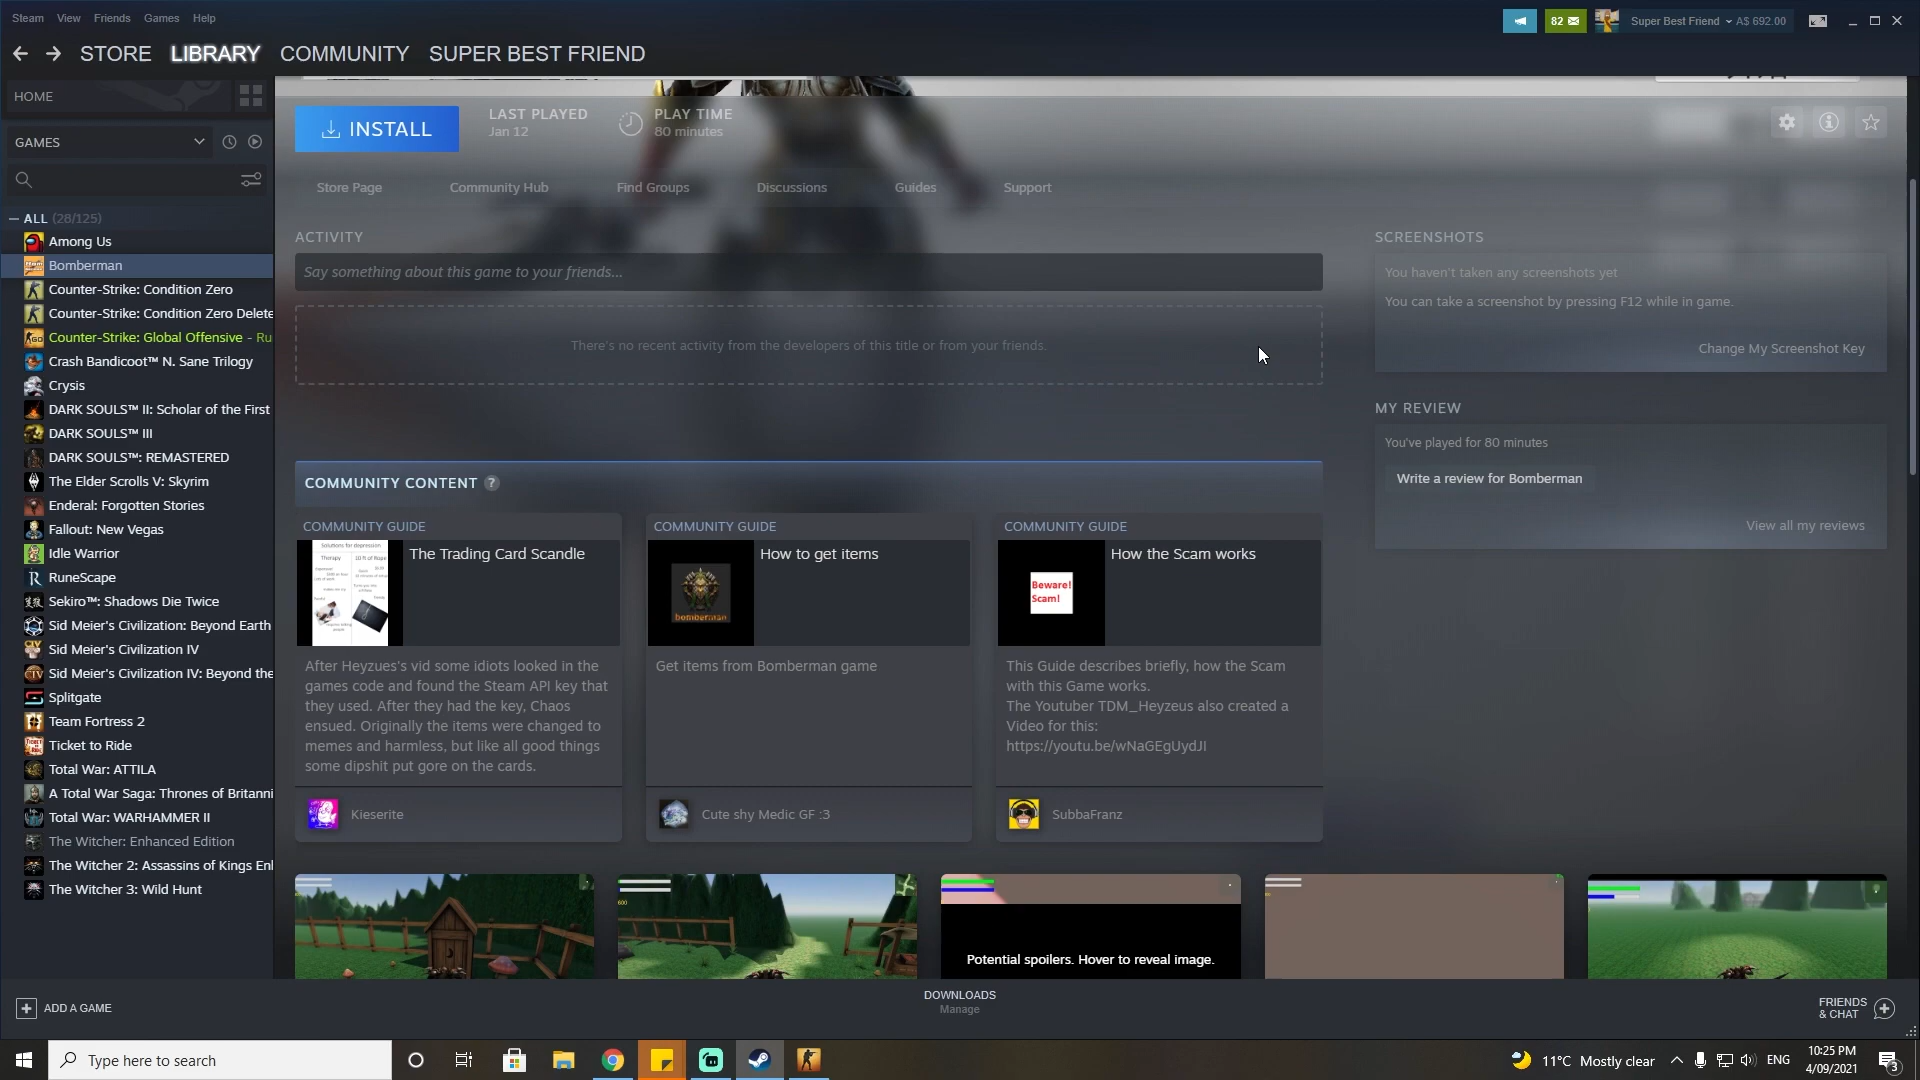 Steam View Friends Games Help
82
Super Best Friend A$ 692.00
STORE LIBRARY COMMUNITY SUPER BEST FRIEND
HOME
GAMES
ALL (28/125)
Among Us
Bomberman
Counter-Strike: Condition Zero
Counter-Strike: Condition Zero Delete
Counter-Strike: Global Offensive - Ru
Crash Bandicoot™ N. Sane Trilogy
Crysis
DARK SOULS™ II: Scholar of the First
DARK SOULS™ III
DARK SOULS™: REMASTERED
The Elder Scrolls V: Skyrim
Enderal: Forgotten Stories
Fallout: New Vegas
Idle Warrior
RuneScape
Sekiro™: Shadows Die Twice
Sid Meier's Civilization: Beyond Earth
Sid Meier's Civilization IV
Sid Meier's Civilization IV: Beyond the
Splitgate
Team Fortress 2
Ticket to Ride
Total War: ATTILA
A Total War Saga: Thrones of Britanni
Total War: WARHAMMER II
The Witcher: Enhanced Edition
The Witcher 2: Assassins of Kings Enl
The Witcher 3: Wild Hunt
ADD A GAME
INSTALL
LAST PLAYED
Jan 12
PLAY TIME
80 minutes
Store Page Community Hub Find Groups Discussions Guides Support
ACTIVITY
Say something about this game to your friends...
There's no recent activity from the developers of this title or from your friends.
SCREENSHOTS
You haven't taken any screenshots yet
You can take a screenshot by pressing F12 while in game.
Change My Screenshot Key
MY REVIEW
You've played for 80 minutes
Write a review for Bomberman
View all my reviews
COMMUNITY CONTENT ?
COMMUNITY GUIDE
Solutions for depression
Therapy
The Trading Card Scandle
After Heyzues's vid some idiots looked in the
games code and found the Steam API key that
they used. After they had the key, Chaos
ensued. Originally the items were changed to
memes and harmless, but like all good things
some dipshit put gore on the cards.
Kieserite
COMMUNITY GUIDE
bomberman
How to get items
Get items from Bomberman game
Cute shy Medic GF :3
COMMUNITY GUIDE
Beware!
Scam!
How the Scam works
This Guide describes briefly, how the Scam
with this Game works.
The Youtuber TDM_Heyzeus also created a
Video for this:
https://youtu.be/wNaGEgUydJI
SubbaFranz
600
Potential spoilers. Hover to reveal image.
DOWNLOADS
Manage
FRIENDS
& CHAT
Type here to search
11°C Mostly clear
ENG
10:25 PM
4/09/2021
3